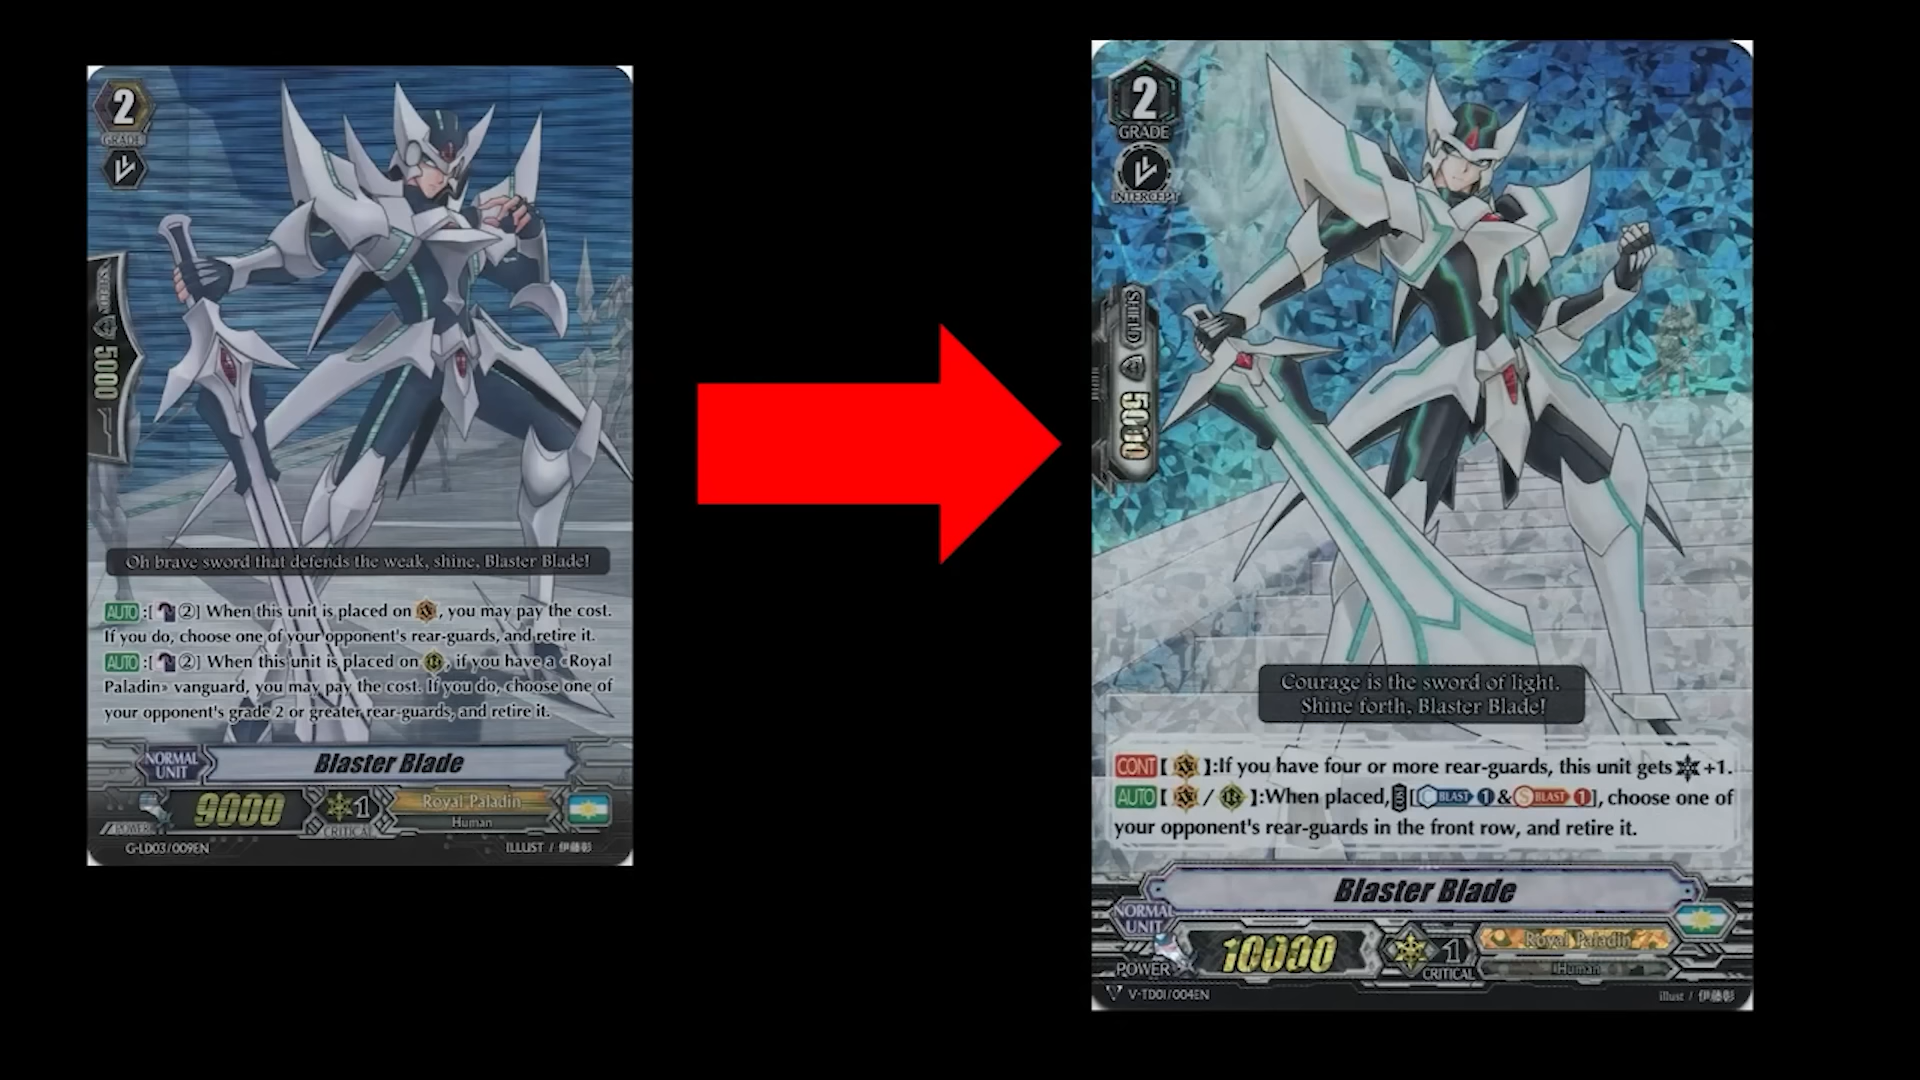 2
GRADE
SHIELD
5000
Oh brave sword that defends the weak, shine, Blaster Blade!
AUTO:[②] When this unit is placed on , you may pay the cost.
If you do, choose one of your opponent's rear-guards, and retire it.
AUTO:[②] When this unit is placed on , if you have a «Royal
Paladin» vanguard, you may pay the cost. If you do, choose one of
your opponent's grade 2 or greater rear-guards, and retire it.
NORMAL
UNIT
Blaster Blade
POWER
9000
1
CRITICAL
Royal Paladin
Human
G-LD03/009EN
ILLUST / 伊藤彰
2
GRADE
INTERCEPT
SHIELD
5000
Courage is the sword of light.
Shine forth, Blaster Blade!
CONT【】:If you have four or more rear-guards, this unit gets +1.
AUTO【/】:When placed, COST[C BLAST 1 & S BLAST 1], choose one of
your opponent's rear-guards in the front row, and retire it.
Blaster Blade
NORMAL
UNIT
POWER
10000
1
CRITICAL
Royal Paladin
Human
V-TD01/004EN
illust / 伊藤彰